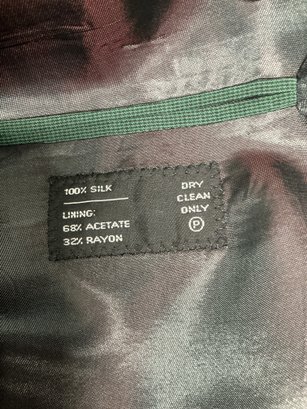 100% SILK
LINING:
68% ACETATE
32% RAYON
DRY
CLEAN
ONLY
P